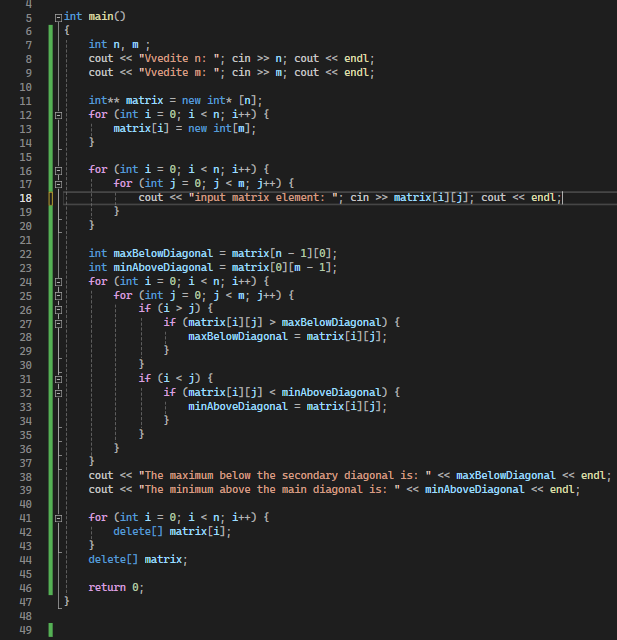 4
5 int main()
6 {
7 int n, m ;
8 cout << "Vvedite n: "; cin >> n; cout << endl;
9 cout << "Vvedite m: "; cin >> m; cout << endl;
10
11 int** matrix = new int* [n];
12 for (int i = 0; i < n; i++) {
13 matrix[i] = new int[m];
14 }
15
16 for (int i = 0; i < n; i++) {
17 for (int j = 0; j < m; j++) {
18 cout << "input matrix element: "; cin >> matrix[i][j]; cout << endl;
19 }
20 }
21
22 int maxBelowDiagonal = matrix[n - 1][0];
23 int minAboveDiagonal = matrix[0][m - 1];
24 for (int i = 0; i < n; i++) {
25 for (int j = 0; j < m; j++) {
26 if (i > j) {
27 if (matrix[i][j] > maxBelowDiagonal) {
28 maxBelowDiagonal = matrix[i][j];
29 }
30 }
31 if (i < j) {
32 if (matrix[i][j] < minAboveDiagonal) {
33 minAboveDiagonal = matrix[i][j];
34 }
35 }
36 }
37 }
38 cout << "The maximum below the secondary diagonal is: " << maxBelowDiagonal << endl;
39 cout << "The minimum above the main diagonal is: " << minAboveDiagonal << endl;
40
41 for (int i = 0; i < n; i++) {
42 delete[] matrix[i];
43 }
44 delete[] matrix;
45
46 return 0;
47 }
48
49